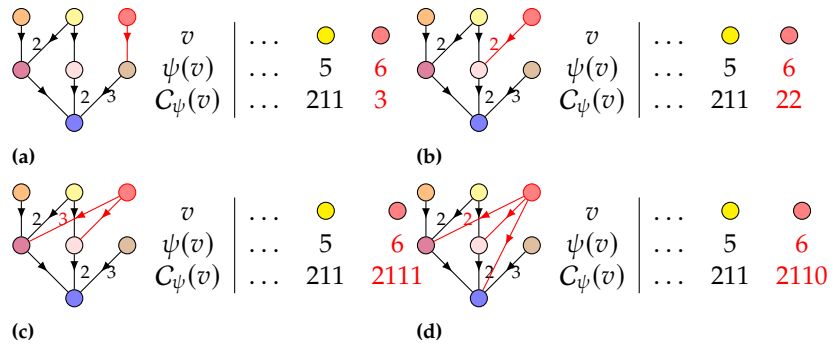 2 3 2
v ... 
ψ(v) ... 5 6
C_ψ(v) ... 211 3
(a)
2 2 2 3
v ...
ψ(v) ... 5 6
C_ψ(v) ... 211 22
(b)
2 3 2 3
v ...
ψ(v) ... 5 6
C_ψ(v) ... 211 2111
(c)
2 2 2 3
v ...
ψ(v) ... 5 6
C_ψ(v) ... 211 2110
(d)